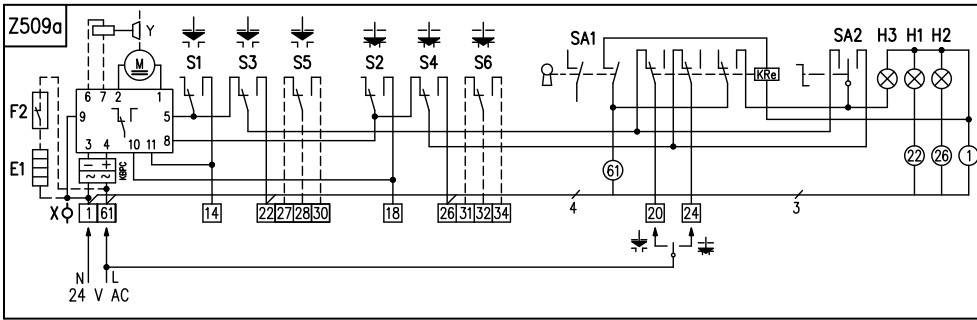 Z509a
Y
M
S1 S3 S5 S2 S4 S6 SA1 SA2 H3 H1 H2
KRe
6 7 2 1
F2
9 5
8
3 4 10 11
E1
− +
~ ~
KBPC
61 22 26 1
X 1 61 14 22 27 28 30 18 26 31 32 34 4 20 24 3
N L
24 V AC